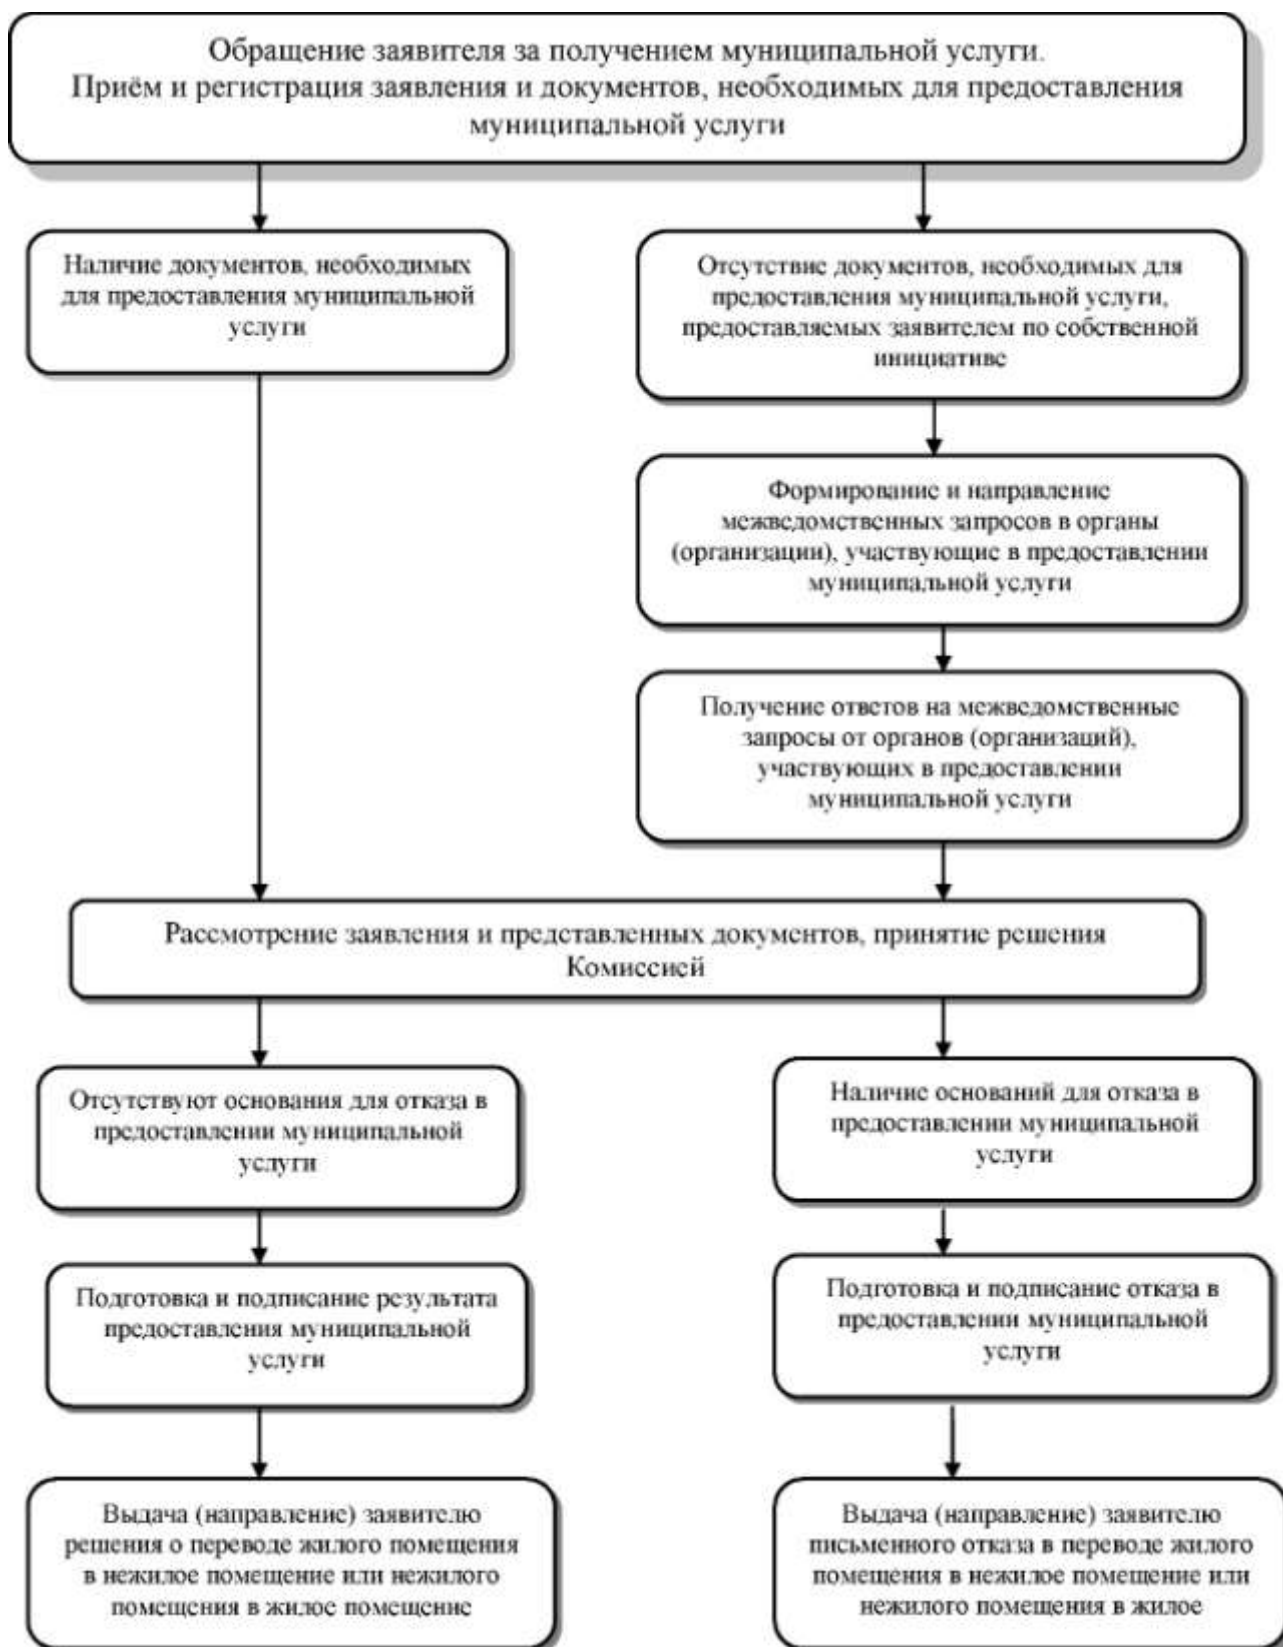 Обращение заявителя за получением муниципальной услуги.
Приём и регистрация заявления и документов, необходимых для предоставления
муниципальной услуги
Наличие документов, необходимых
для предоставления муниципальной
услуги
Отсутствие документов, необходимых для
предоставления муниципальной услуги,
предоставляемых заявителем по собственной
инициативе
Формирование и направление
межведомственных запросов в органы
(организации), участвующие в предоставлении
муниципальной услуги
Получение ответов на межведомственные
запросы от органов (организаций),
участвующих в предоставлении
муниципальной услуги
Рассмотрение заявления и представленных документов, принятие решения
Комиссией
Отсутствуют основания для отказа в
предоставлении муниципальной
услуги
Наличие оснований для отказа в
предоставлении муниципальной
услуги
Подготовка и подписание результата
предоставления муниципальной
услуги
Подготовка и подписание отказа в
предоставлении муниципальной
услуги
Выдача (направление) заявителю
решения о переводе жилого помещения
в нежилое помещение или нежилого
помещения в жилое помещение
Выдача (направление) заявителю
письменного отказа в переводе жилого
помещения в нежилое помещение или
нежилого помещения в жилое